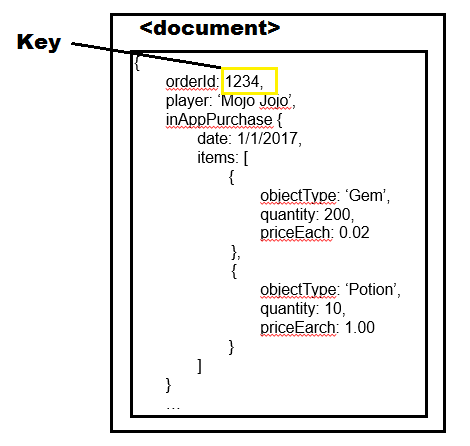 <document>
Key
{
orderId: 1234,
player: ‘Mojo Jojo’,
inAppPurchase {
date: 1/1/2017,
items: [
{
objectType: ‘Gem’,
quantity: 200,
priceEach: 0.02
},
{
objectType: ‘Potion’,
quantity: 10,
priceEarch: 1.00
}
]
}
…